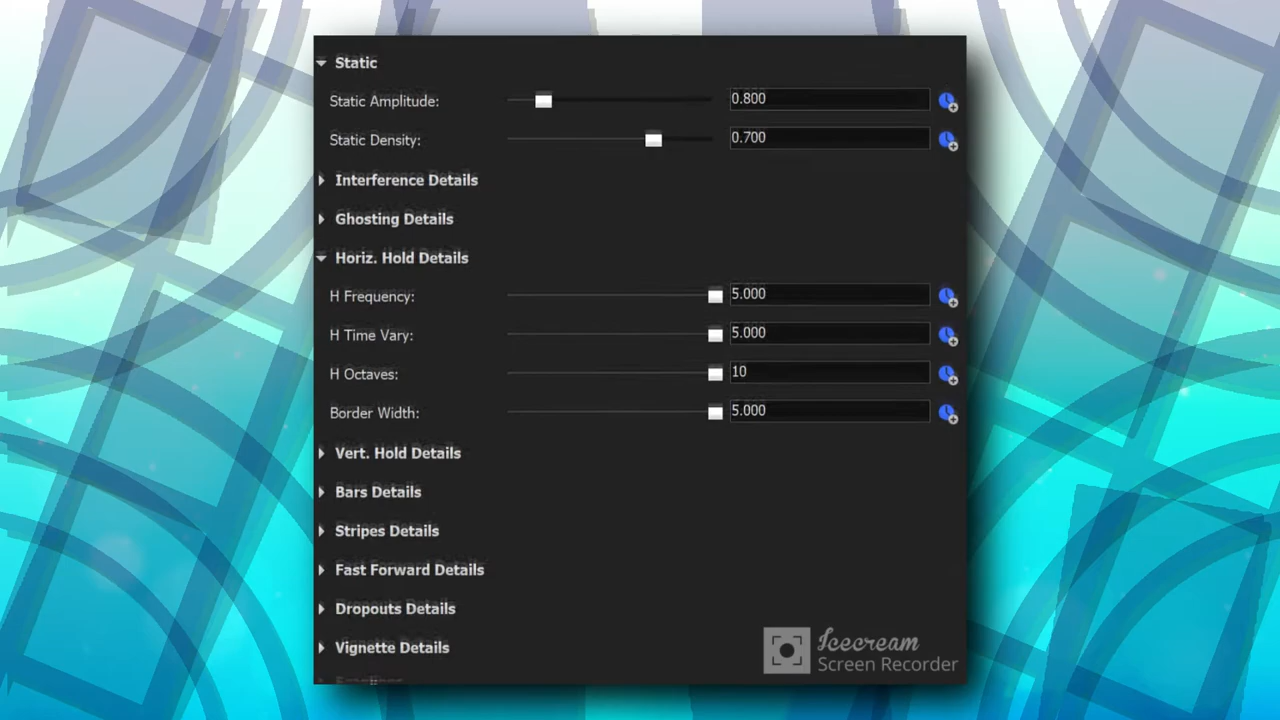 Static
Static Amplitude: 0.800
Static Density: 0.700
Interference Details
Ghosting Details
Horiz. Hold Details
H Frequency: 5.000
H Time Vary: 5.000
H Octaves: 10
Border Width: 5.000
Vert. Hold Details
Bars Details
Stripes Details
Fast Forward Details
Dropouts Details
Vignette Details
Icecream
Screen Recorder